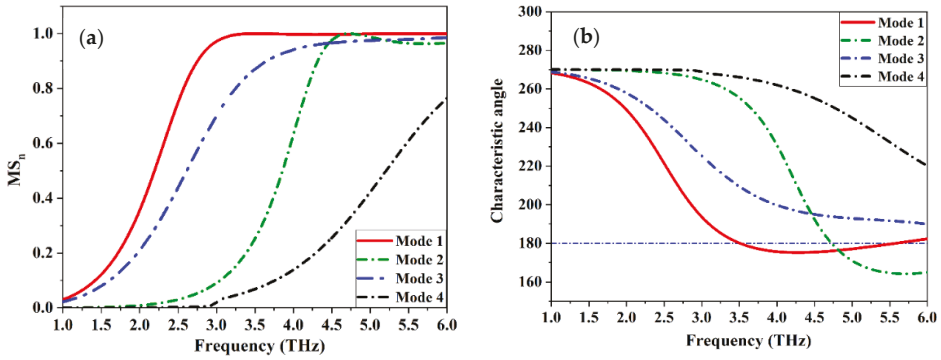 (a)
MSn
1.0
0.8
0.6
0.4
0.2
0.0
Mode 1
Mode 2
Mode 3
Mode 4
1.0 1.5 2.0 2.5 3.0 3.5 4.0 4.5 5.0 5.5 6.0
Frequency (THz)
(b)
Characteristic angle
300
280
260
240
220
200
180
160
Mode 1
Mode 2
Mode 3
Mode 4
1.0 1.5 2.0 2.5 3.0 3.5 4.0 4.5 5.0 5.5 6.0
Frequency (THz)